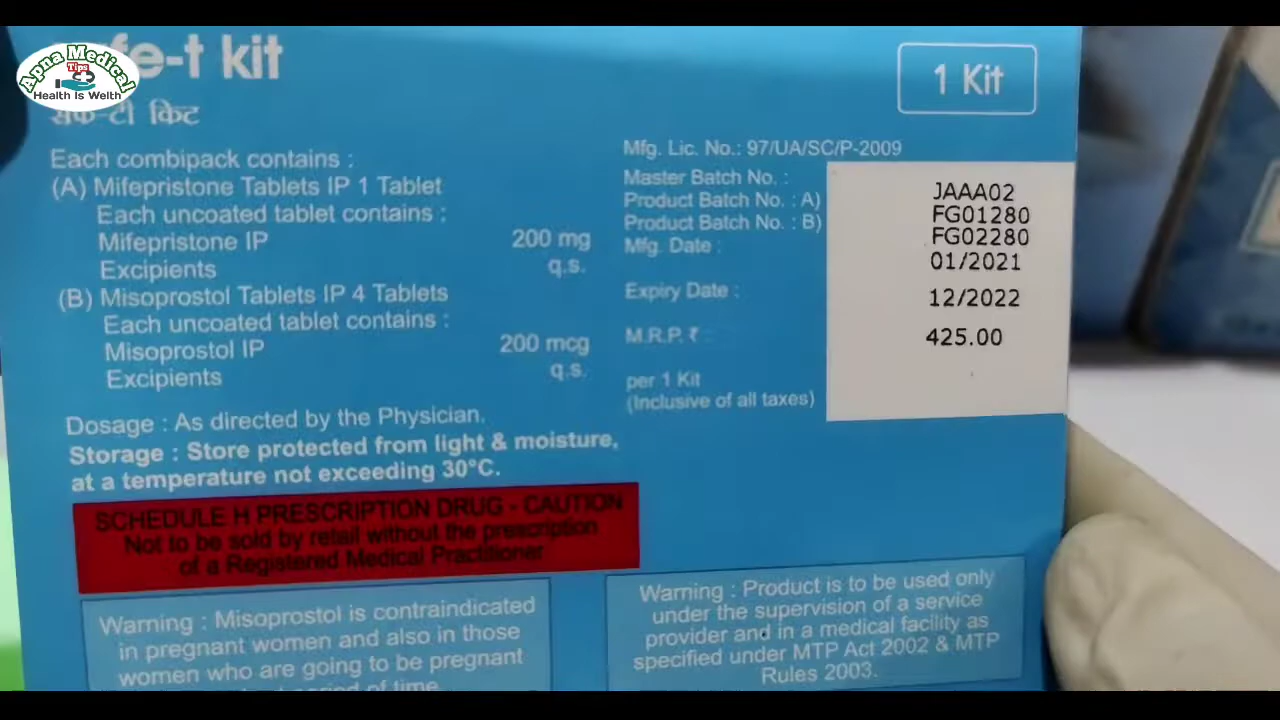 Apna Medical
Tips
Health Is Welth
fe-t kit
सेफ-टी किट
1 Kit
Each combipack contains :
(A) Mifepristone Tablets IP 1 Tablet
Each uncoated tablet contains :
Mifepristone IP 200 mg
Excipients q.s.
(B) Misoprostol Tablets IP 4 Tablets
Each uncoated tablet contains :
Misoprostol IP 200 mcg
Excipients q.s.
Dosage : As directed by the Physician.
Storage : Store protected from light & moisture,
at a temperature not exceeding 30°C.
SCHEDULE H PRESCRIPTION DRUG - CAUTION
Not to be sold by retail without the prescription
of a Registered Medical Practitioner
Warning : Misoprostol is contraindicated
in pregnant women and also in those
women who are going to be pregnant
period of time.
Mfg. Lic. No.: 97/UA/SC/P-2009
Master Batch No. : JAAA02
Product Batch No. : A) FG01280
Product Batch No. : B) FG02280
Mfg. Date : 01/2021
Expiry Date : 12/2022
M.R.P. ₹ : 425.00
per 1 Kit
(Inclusive of all taxes)
Warning : Product is to be used only
under the supervision of a service
provider and in a medical facility as
specified under MTP Act 2002 & MTP
Rules 2003.